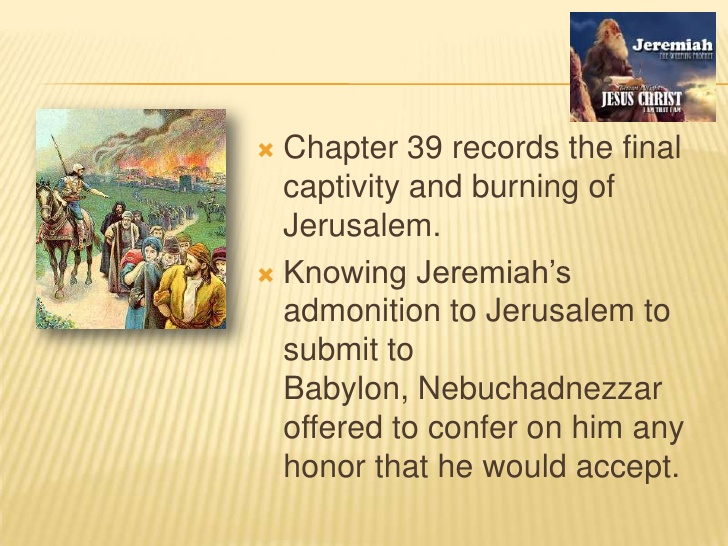 Jeremiah
THE WEEPING PROPHET
JESUS CHRIST
I AM THAT I AM
Chapter 39 records the final
captivity and burning of
Jerusalem.
Knowing Jeremiah’s
admonition to Jerusalem to
submit to
Babylon, Nebuchadnezzar
offered to confer on him any
honor that he would accept.